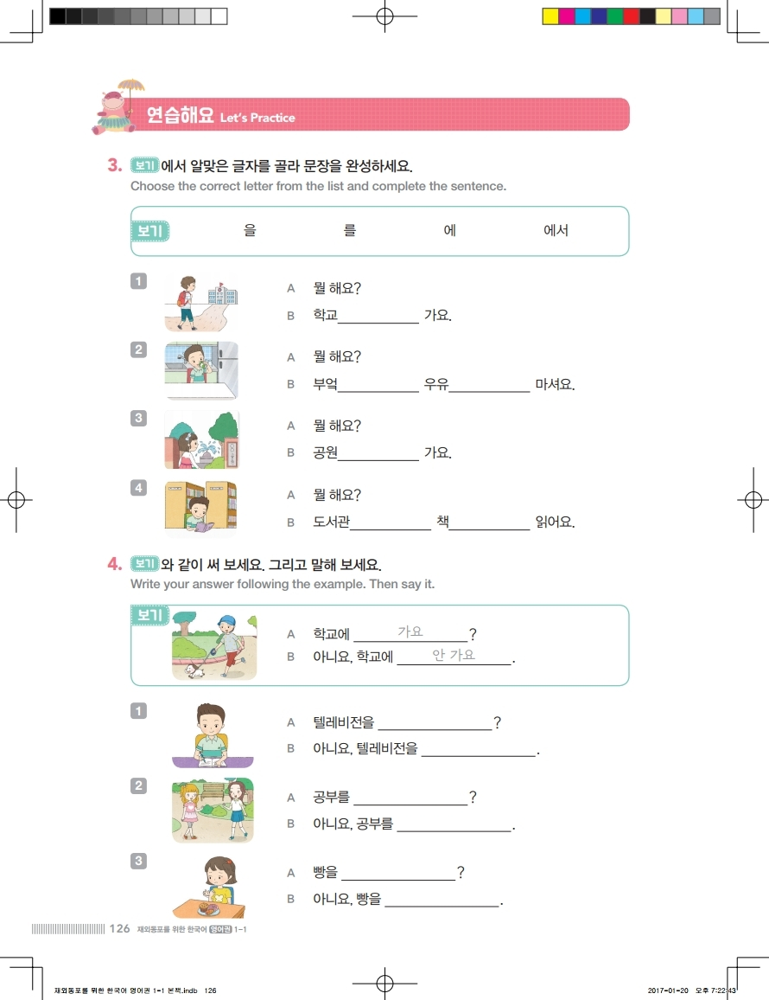 연습해요 Let's Practice
3. 보기 에서 알맞은 글자를 골라 문장을 완성하세요.
Choose the correct letter from the list and complete the sentence.
보기 을 를 에 에서
1
A 뭘 해요?
B 학교____________ 가요.
2
A 뭘 해요?
B 부엌____________ 우유____________ 마셔요.
3
A 뭘 해요?
B 공원____________ 가요.
4
A 뭘 해요?
B 도서관____________ 책____________ 읽어요.
4. 보기 와 같이 써 보세요. 그리고 말해 보세요.
Write your answer following the example. Then say it.
보기
A 학교에 가요?
B 아니요, 학교에 안 가요.
1
A 텔레비전을 ________________?
B 아니요, 텔레비전을 ________________.
2
A 공부를 ________________?
B 아니요, 공부를 ________________.
3
A 빵을 ________________?
B 아니요, 빵을 ________________.
126 재외동포를 위한 한국어 영어권 1-1
재외동포를 위한 한국어 영어권 1-1 본책.indb 126
2017-01-20 오후 7:22:43